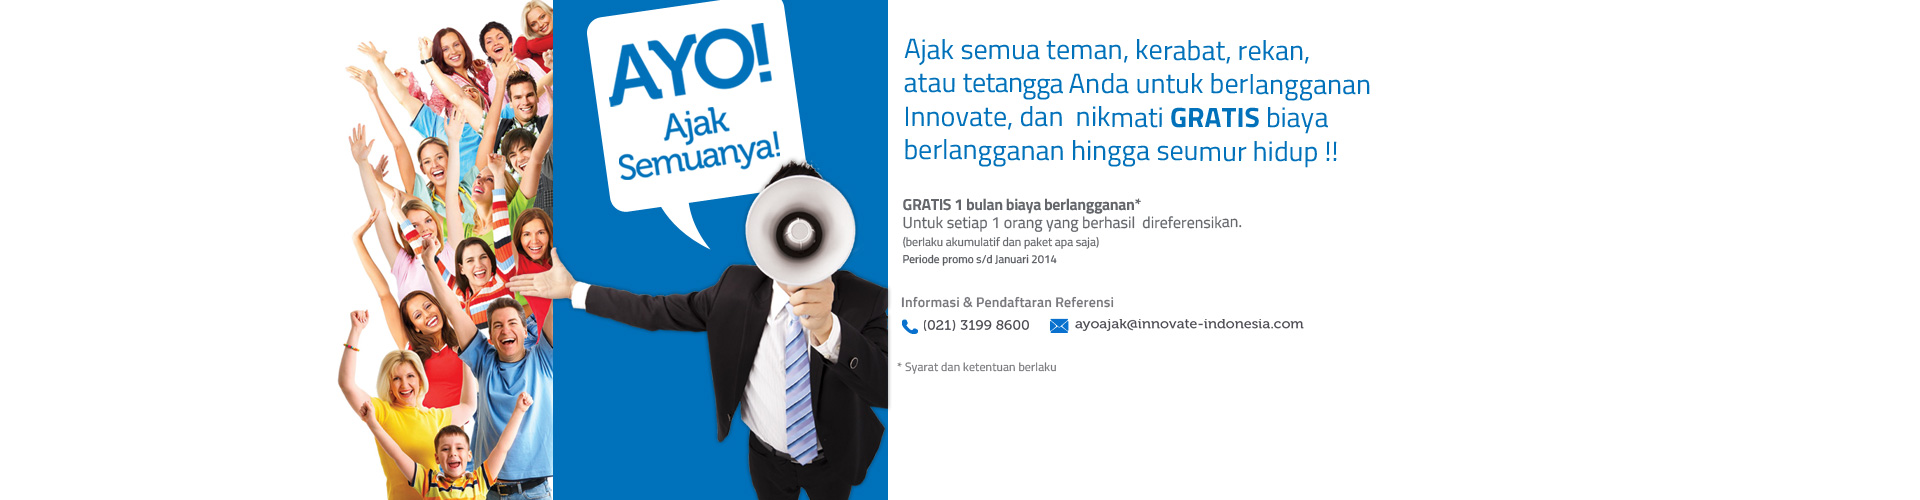 AYO!
Ajak
Semuanya!
Ajak semua teman, kerabat, rekan,
atau tetangga Anda untuk berlangganan
Innovate, dan nikmati GRATIS biaya
berlangganan hingga seumur hidup !!
GRATIS 1 bulan biaya berlangganan*
Untuk setiap 1 orang yang berhasil direferensikan.
(berlaku akumulatif dan paket apa saja)
Periode promo s/d Januari 2014
Informasi & Pendaftaran Referensi
(021) 3199 8600 ayoajak@innovate-indonesia.com
* Syarat dan ketentuan berlaku